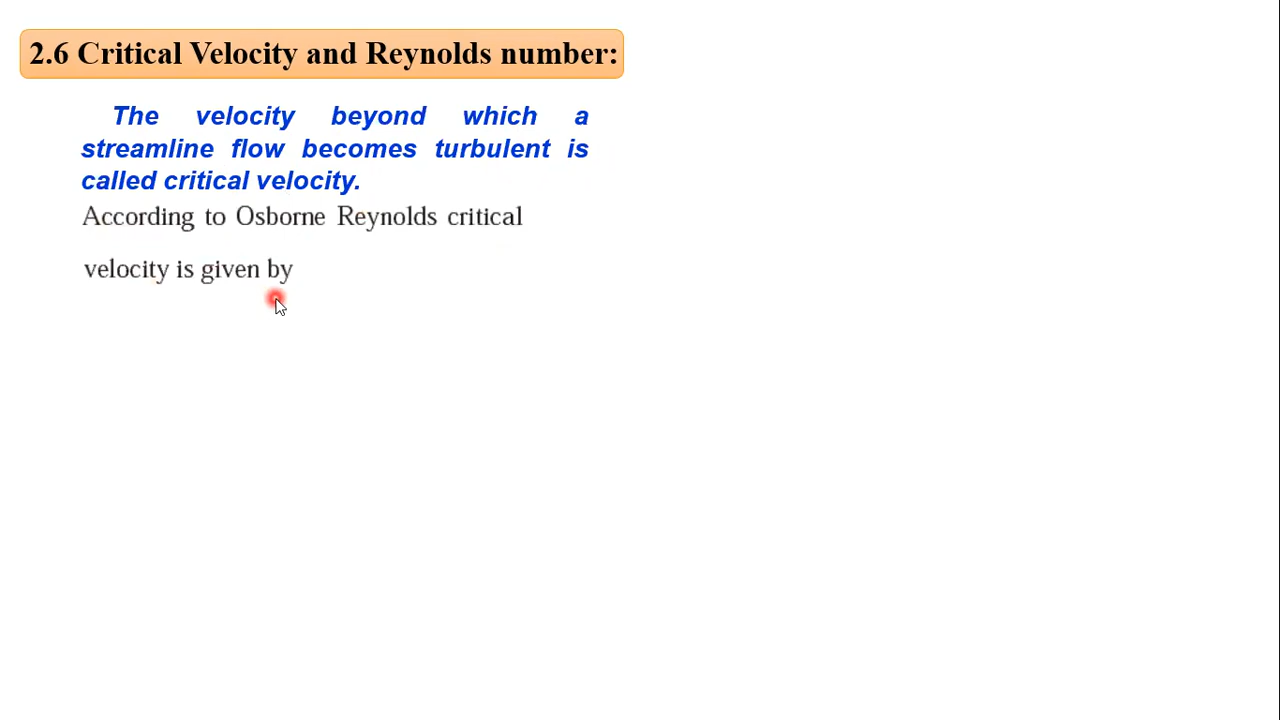 2.6 Critical Velocity and Reynolds number:
The velocity beyond which a
streamline flow becomes turbulent is
called critical velocity.
According to Osborne Reynolds critical
velocity is given by